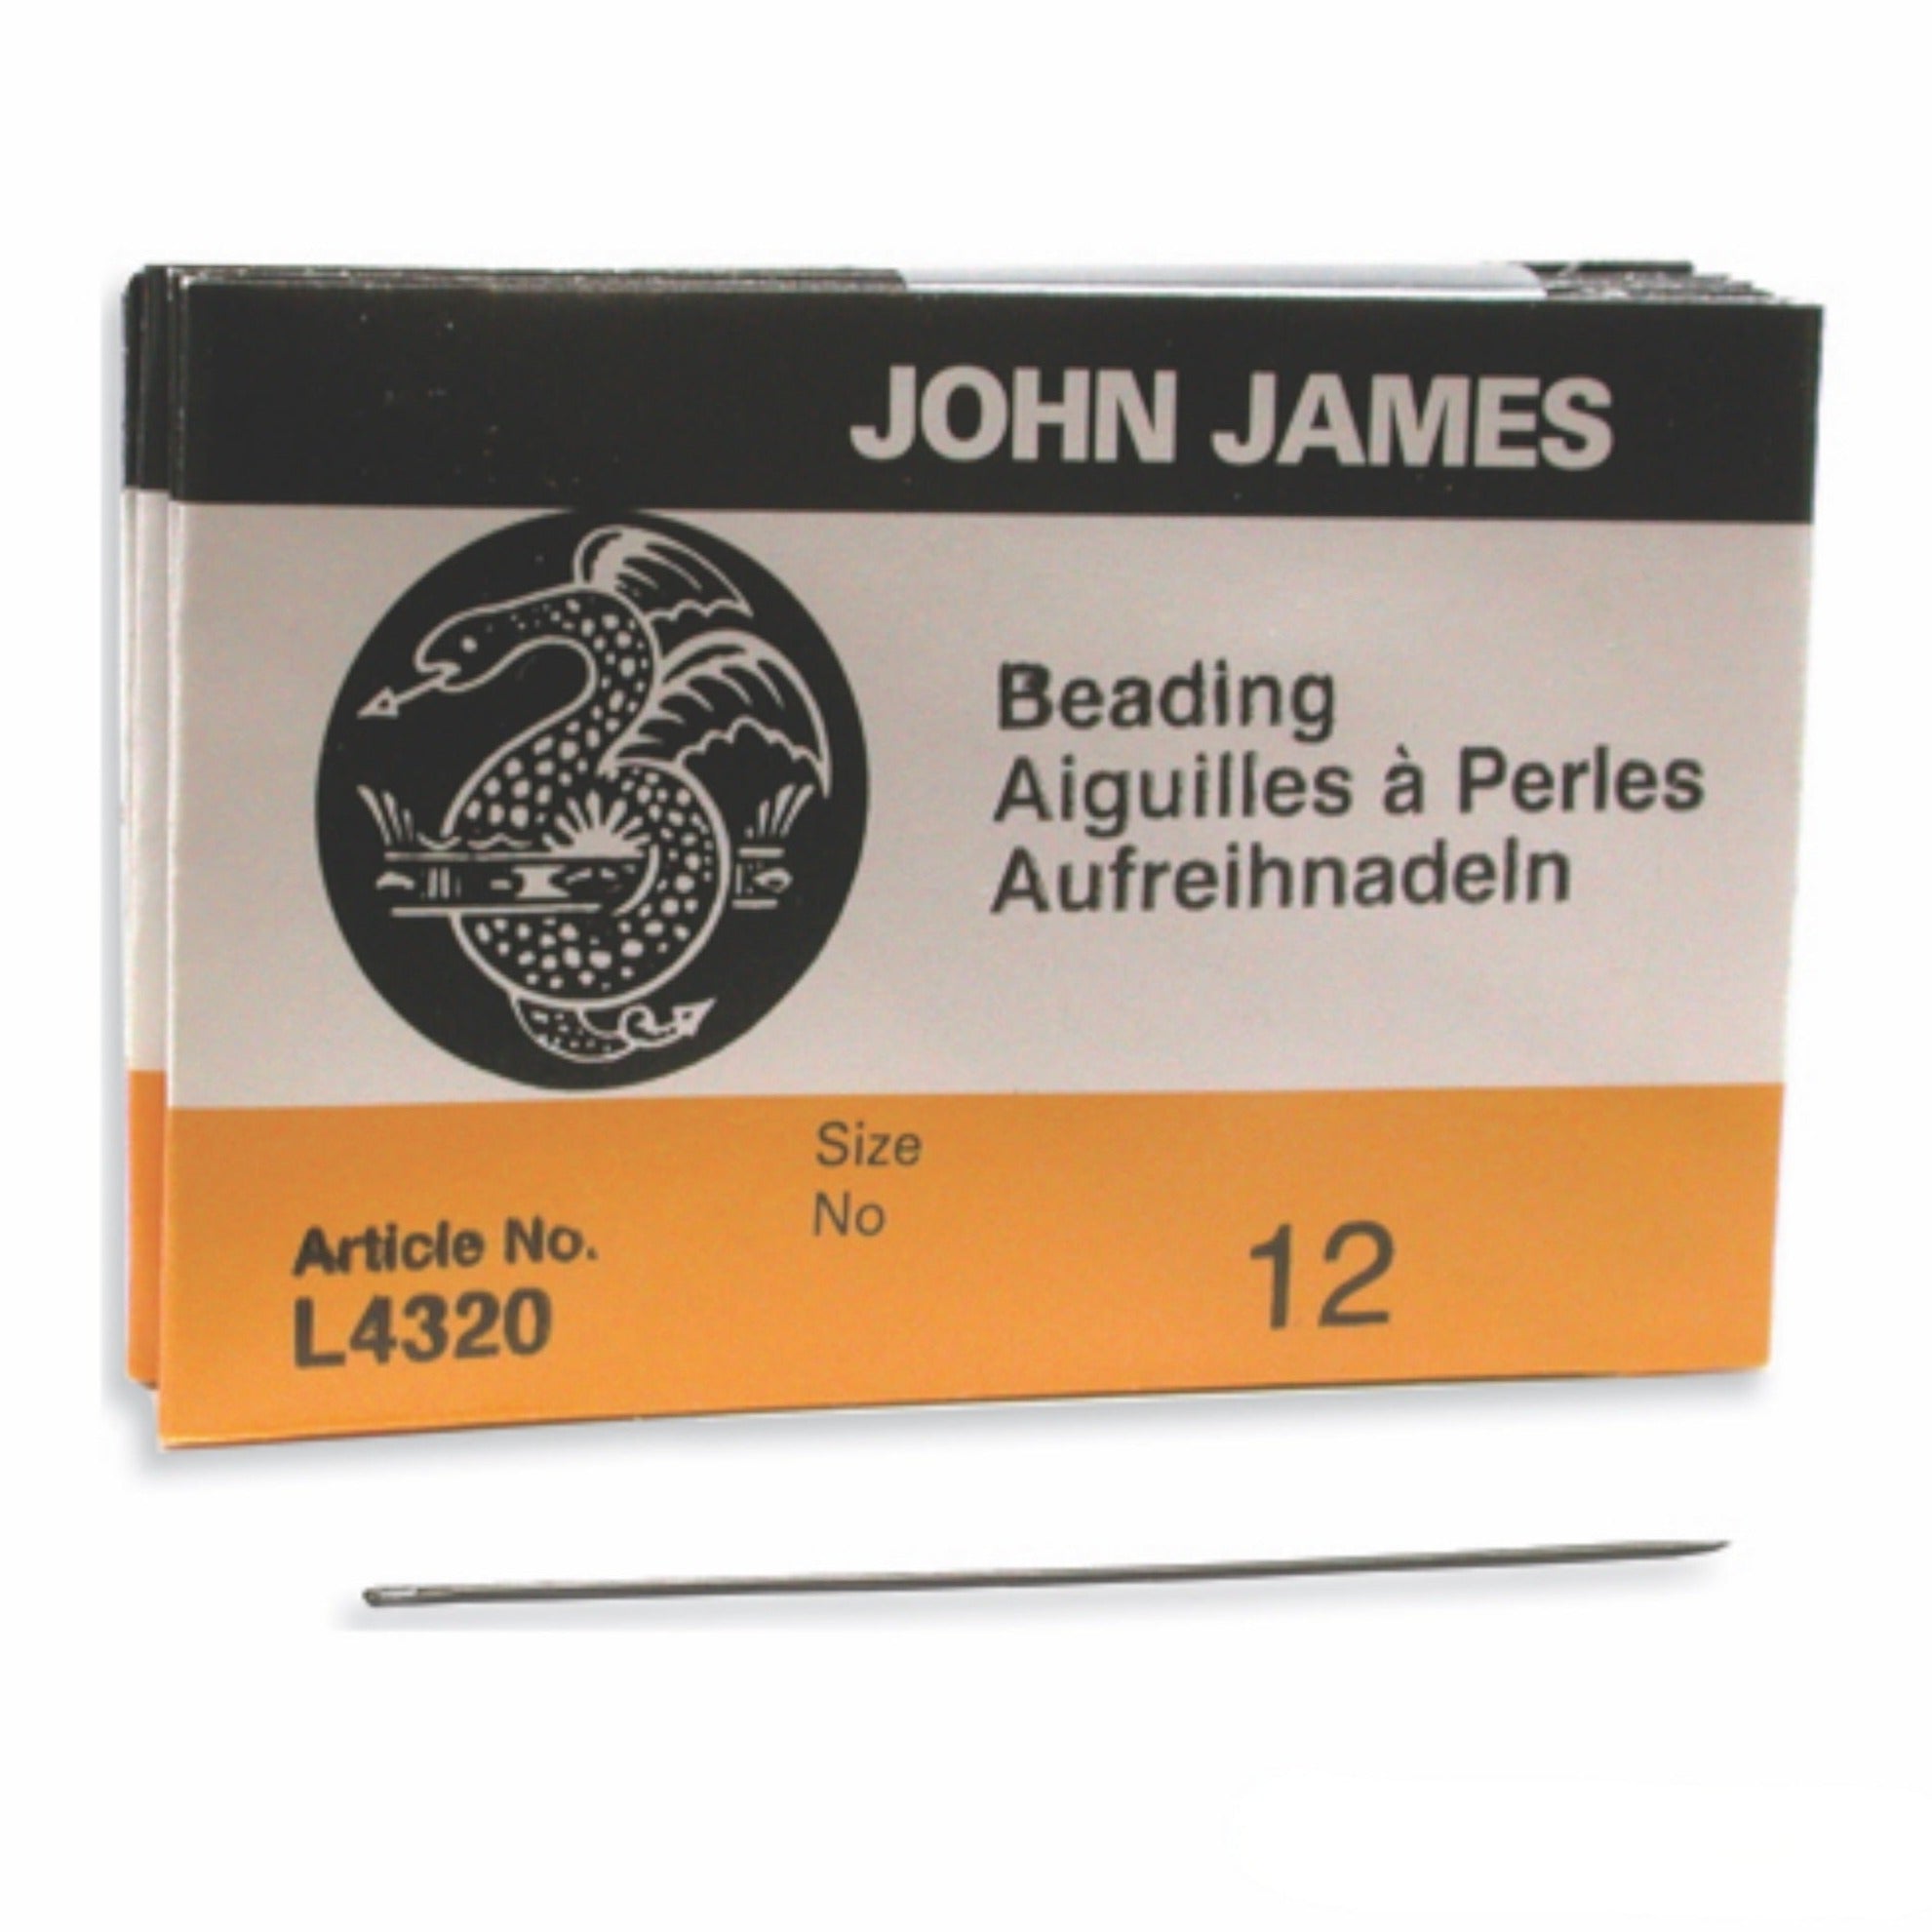 JOHN JAMES
Beading
Aiguilles à Perles
Aufreihnadeln
Size
No
12
Article No.
L4320